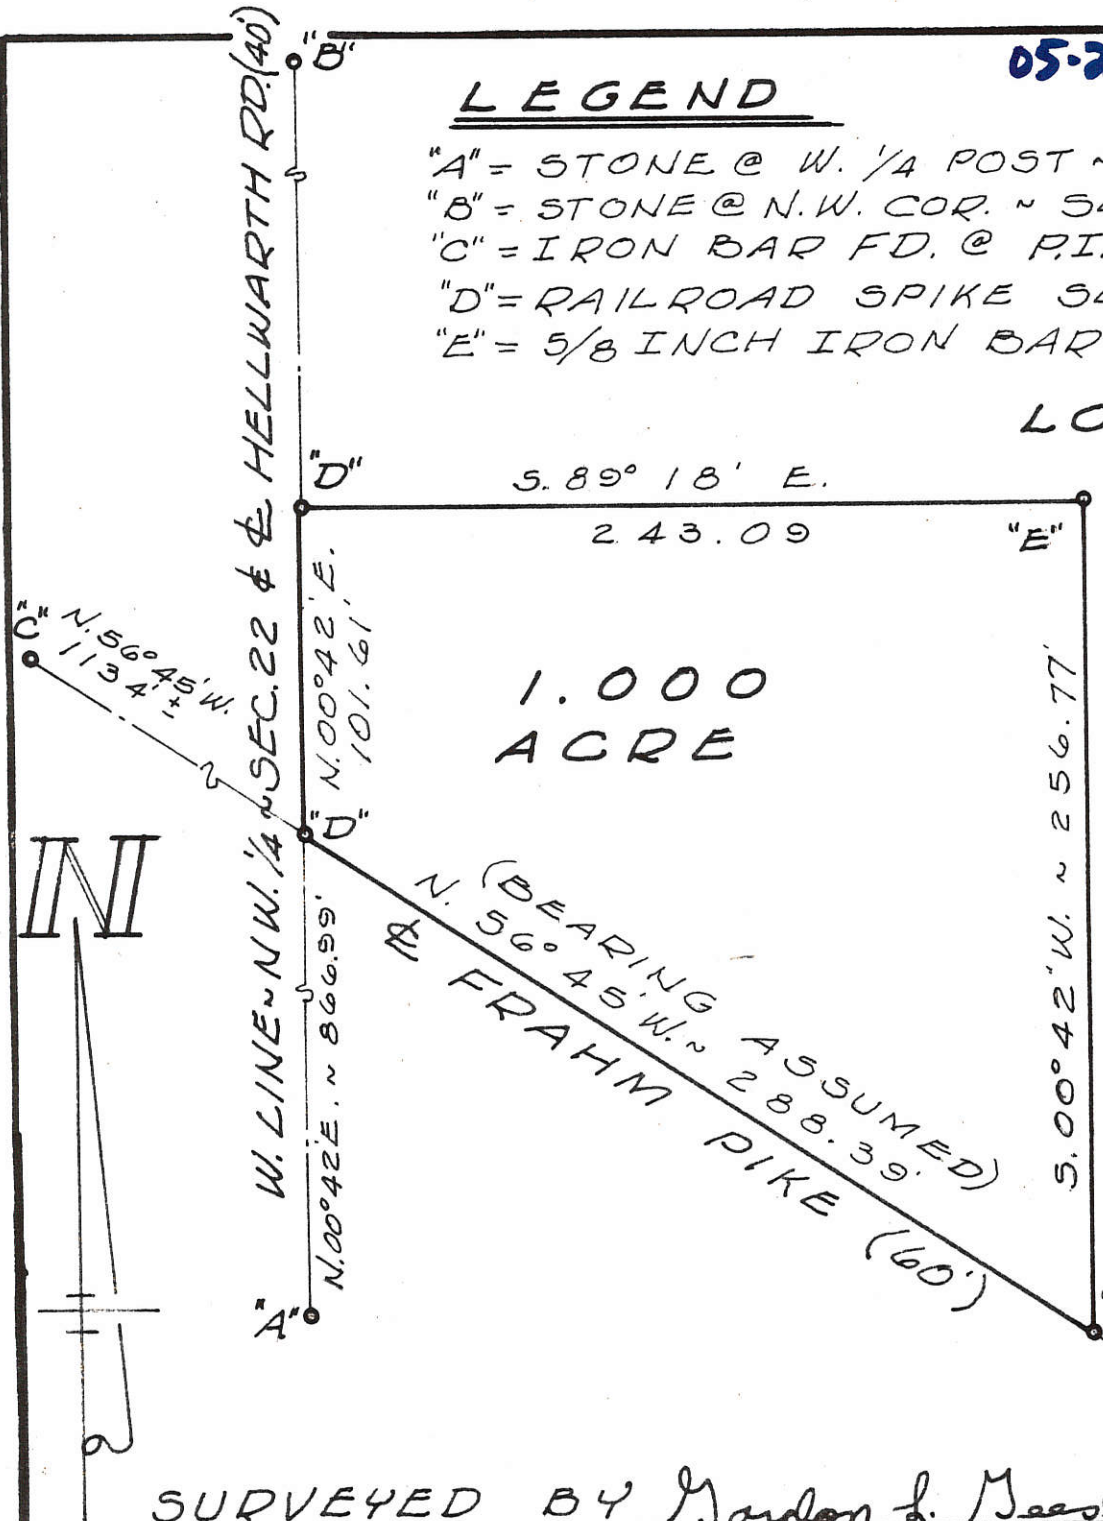 05-2
"B"
LEGEND
"A" = STONE @ W. 1/4 POST ~
"B" = STONE @ N.W. COR. ~
"C" = IRON BAR FD. @ P.I.
"D" = RAILROAD SPIKE
"E" = 5/8 INCH IRON BAR
LO
W. LINE ~ N.W. 1/4 ~ SEC. 22 & ℄ HELLWARTH RD. (40')
"D"
S. 89° 18' E.
243.09
"E"
"C"
N. 56° 45' W.
1134' ±
N. 00° 42' E.
101.61'
1.000
ACRE
S. 00° 42' W. ~ 256.77'
"D"
N
(BEARING ASSUMED)
N. 56° 45' W. ~ 288.39'
℄ FRAHM PIKE (60')
N. 00° 42' E. ~ 866.99'
"A"
SURVEYED BY Gordon L.